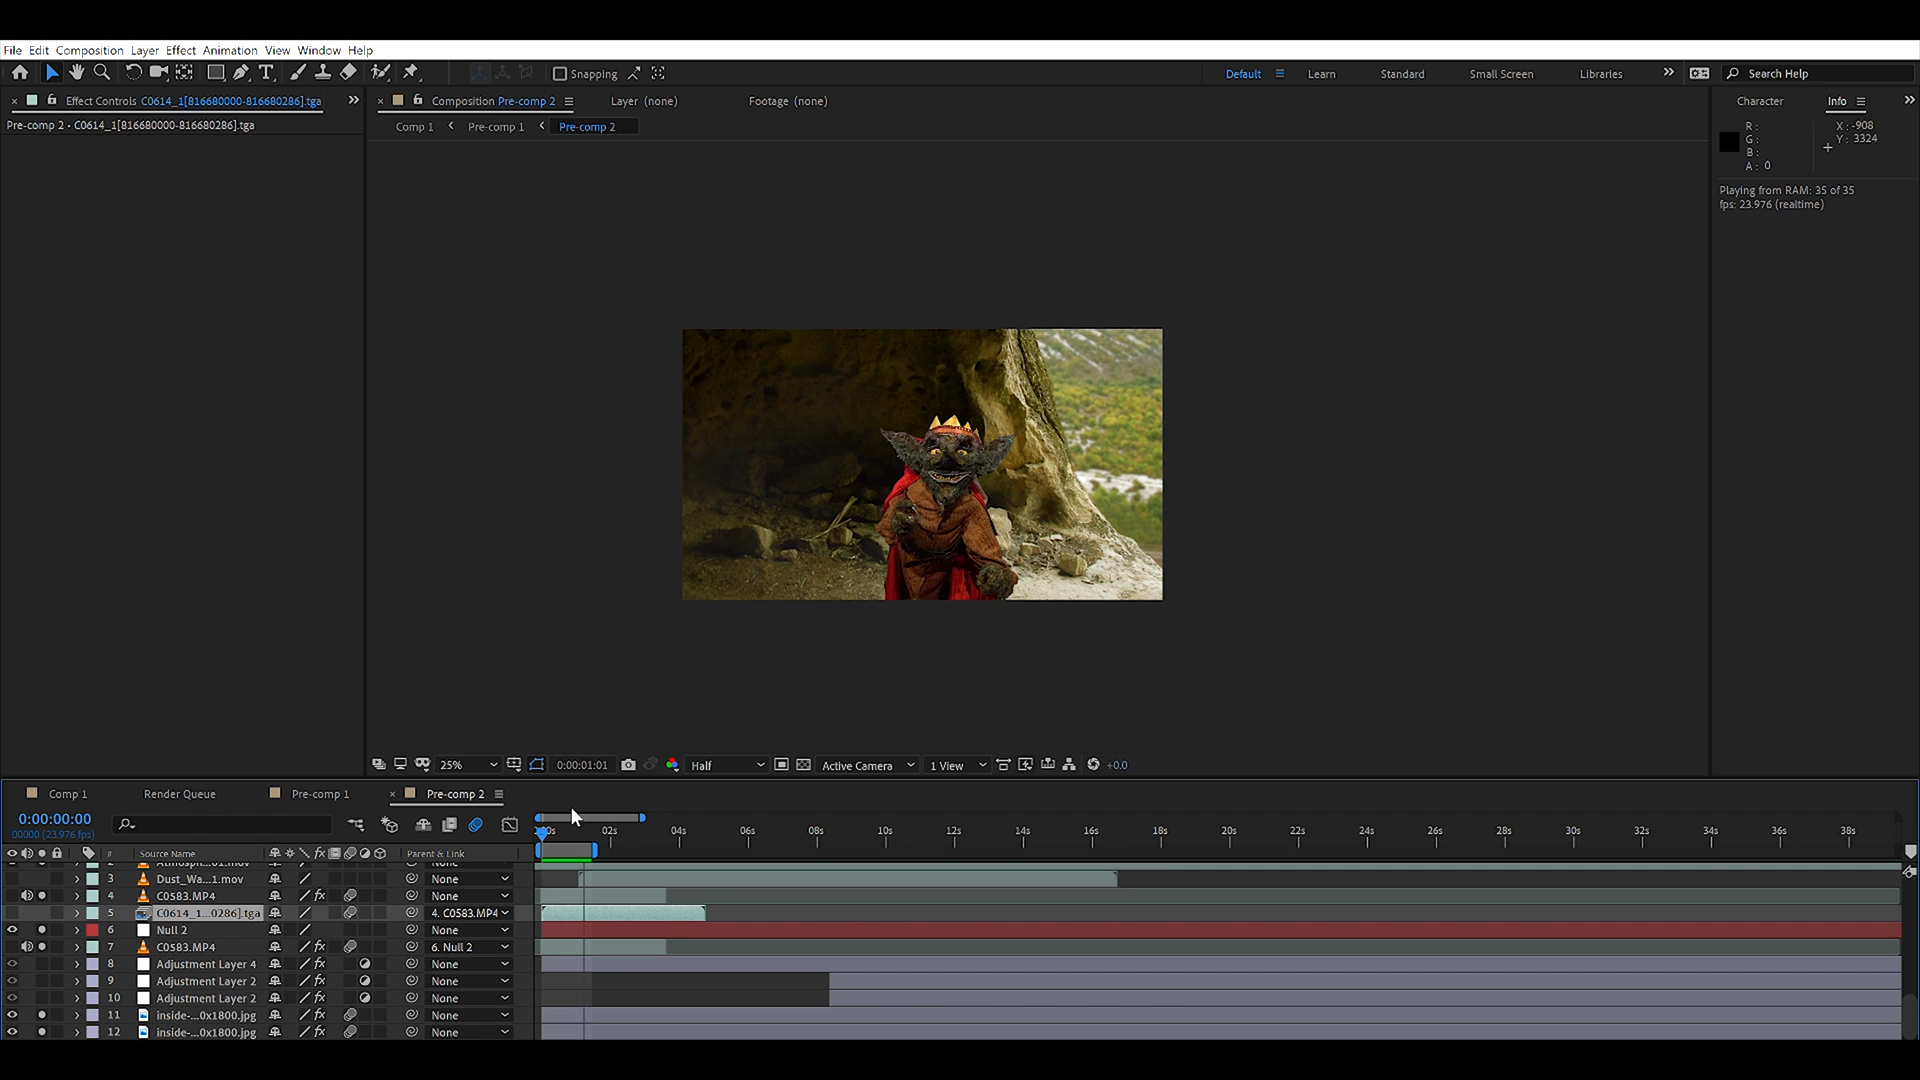 File Edit Composition Layer Effect Animation View Window Help
Snapping
Default Learn Standard Small Screen Libraries Search Help
Effect Controls C0614_1[816680000-816680286].tga
Composition Pre-comp 2 Layer (none) Footage (none)
Character Info
Pre-comp 2 • C0614_1[816680000-816680286].tga
Comp 1 Pre-comp 1 Pre-comp 2
R:
G:
B:
A: 0
X: -908
Y: 3324
Playing from RAM: 35 of 35
fps: 23.976 (realtime)
25% 0:00:01:01 Half Active Camera 1 View +0.0
Comp 1 Render Queue Pre-comp 1 Pre-comp 2
0:00:00:00
00000 (23.976 fps)
02s 04s 06s 08s 10s 12s 14s 16s 18s 20s 22s 24s 26s 28s 30s 32s 34s 36s 38s
# Source Name fx Parent & Link
3 Dust_Wa...1.mov None
4 C0583.MP4 fx None
5 C0614_1...0286].tga 4. C0583.MP4
6 Null 2 None
7 C0583.MP4 fx 6. Null 2
8 Adjustment Layer 4 fx None
9 Adjustment Layer 2 fx None
10 Adjustment Layer 2 fx None
11 inside-...0x1800.jpg fx None
12 inside-...0x1800.jpg fx None